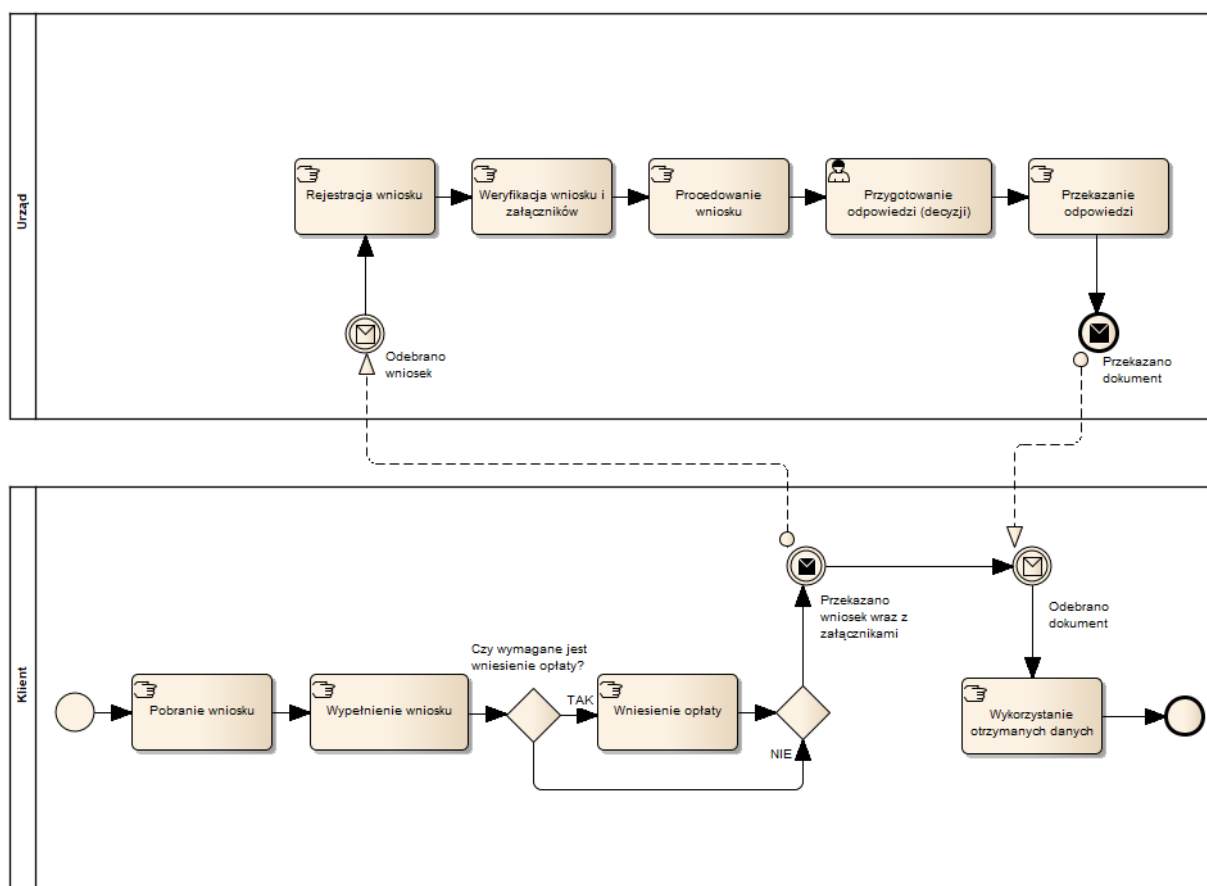 Urząd
Rejestracja wniosku
Weryfikacja wniosku i
załączników
Procedowanie
wniosku
Przygotowanie
odpowiedzi (decyzji)
Przekazanie
odpowiedzi
Odebrano
wniosek
Przekazano
dokument
Klient
Przekazano
wniosek wraz z
załącznikami
Odebrano
dokument
Czy wymagane jest
wniesienie opłaty?
Pobranie wniosku
Wypełnienie wniosku
TAK
Wniesienie opłaty
NIE
Wykorzystanie
otrzymanych danych